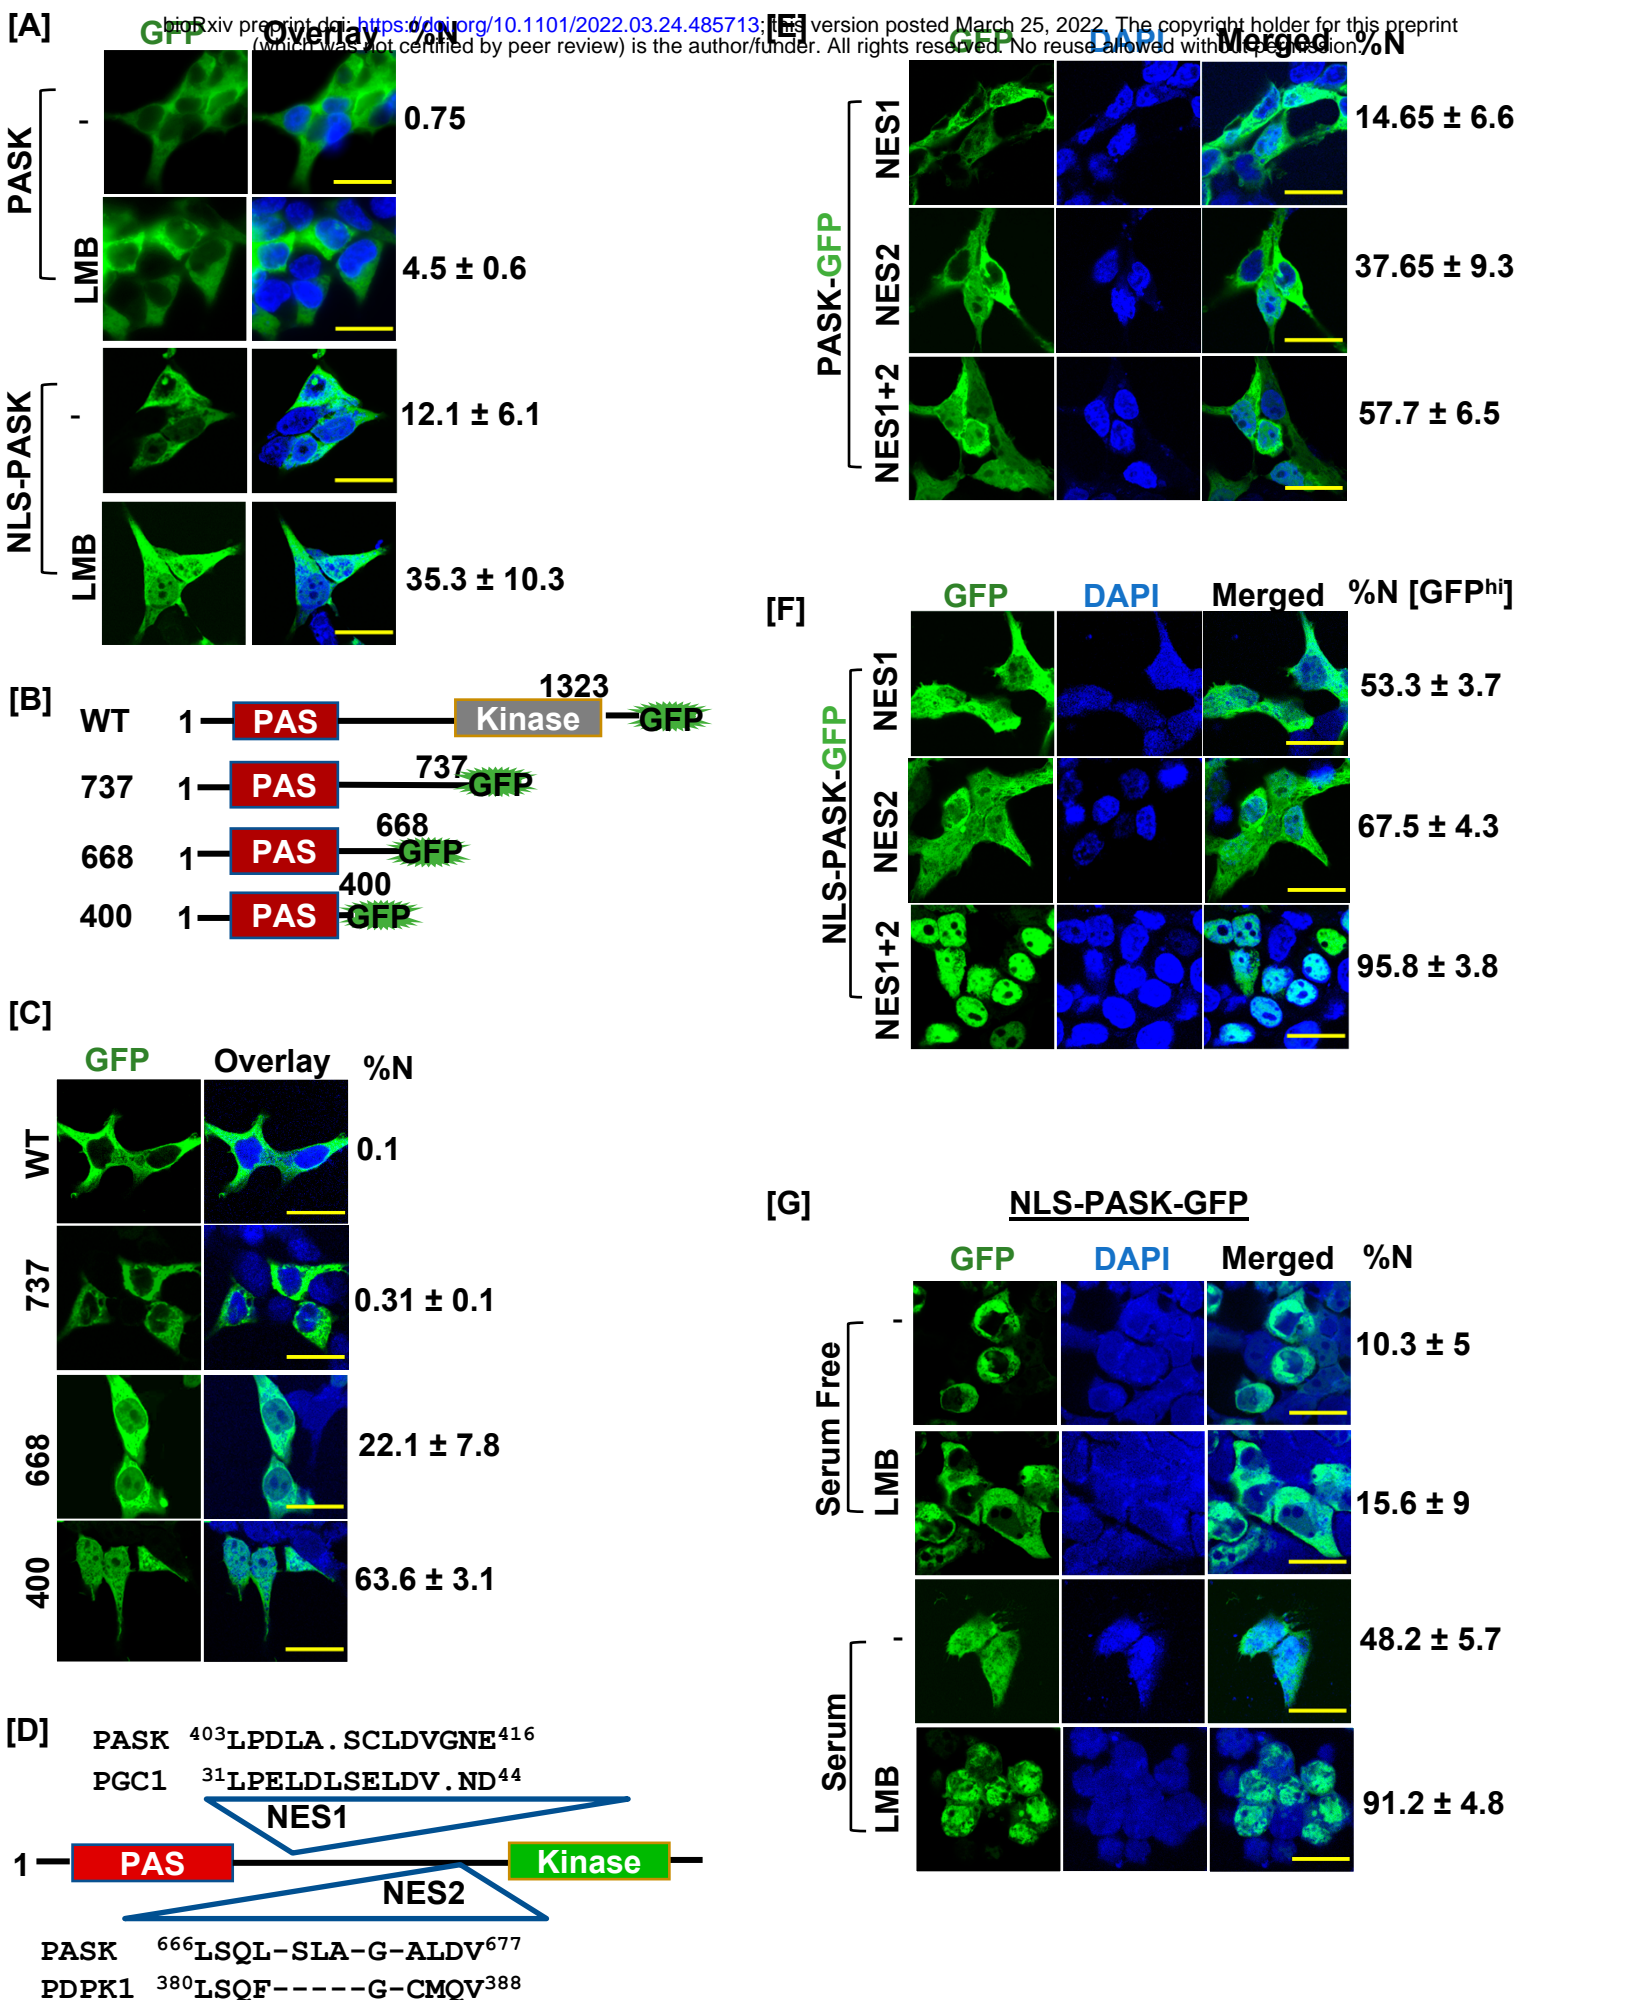 bioRxiv preprint doi: https://doi.org/10.1101/2022.03.24.485713; this version posted March 25, 2022. The copyright holder for this preprint
(which was not certified by peer review) is the author/funder. All rights reserved. No reuse allowed without permission.
[A]
GFP Overlay %N
PASK
-
0.75
LMB
4.5 ± 0.6
NLS-PASK
-
12.1 ± 6.1
LMB
35.3 ± 10.3
[B]
WT 1 PAS Kinase 1323 GFP
737 1 PAS 737 GFP
668 1 PAS 668 GFP
400 1 PAS 400 GFP
[C]
GFP Overlay %N
WT 0.1
737 0.31 ± 0.1
668 22.1 ± 7.8
400 63.6 ± 3.1
[D]
PASK 403LPDLA.SCLDVGNE416
PGC1 31LPELDLSELDV.ND44
NES1
1 PAS Kinase
NES2
PASK 666LSQL-SLA-G-ALDV677
PDPK1 380LSQF-----G-CMQV388
[E]
GFP DAPI Merged %N
PASK-GFP
NES1 14.65 ± 6.6
NES2 37.65 ± 9.3
NES1+2 57.7 ± 6.5
[F]
GFP DAPI Merged %N [GFPhi]
NLS-PASK-GFP
NES1 53.3 ± 3.7
NES2 67.5 ± 4.3
NES1+2 95.8 ± 3.8
[G]
NLS-PASK-GFP
GFP DAPI Merged %N
Serum Free
- 10.3 ± 5
LMB 15.6 ± 9
Serum
- 48.2 ± 5.7
LMB 91.2 ± 4.8